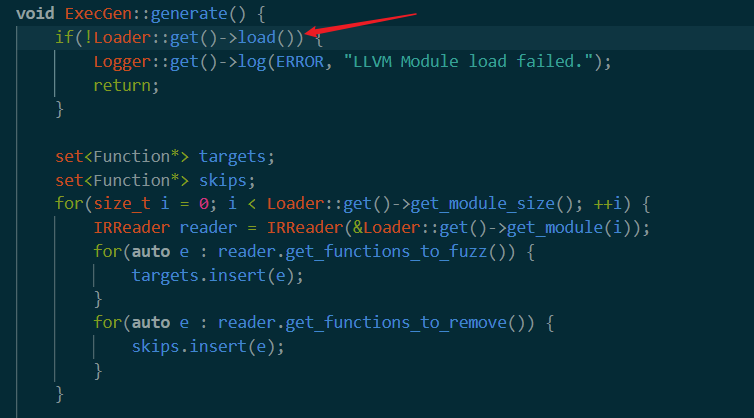 void ExecGen::generate() {
    if(!Loader::get()->load()) {
        Logger::get()->log(ERROR, "LLVM Module load failed.");
        return;
    }
    set<Function*> targets;
    set<Function*> skips;
    for(size_t i = 0; i < Loader::get()->get_module_size(); ++i) {
        IRReader reader = IRReader(&Loader::get()->get_module(i));
        for(auto e : reader.get_functions_to_fuzz()) {
            targets.insert(e);
        }
        for(auto e : reader.get_functions_to_remove()) {
            skips.insert(e);
        }
    }